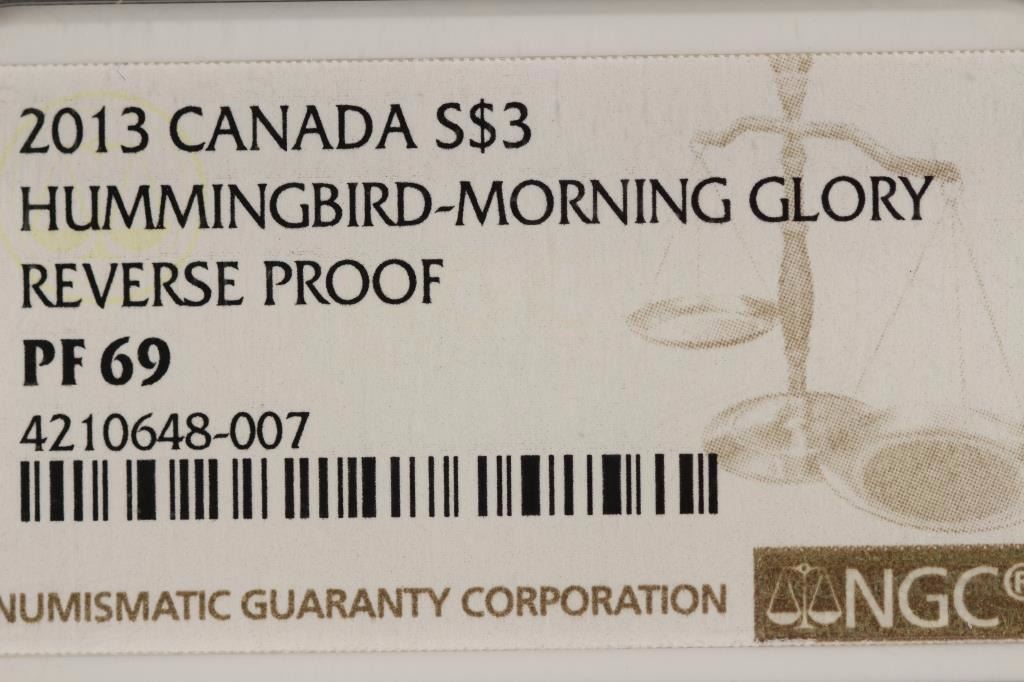 2013 CANADA S$3
HUMMINGBIRD-MORNING GLORY
REVERSE PROOF
PF 69
4210648-007
NUMISMATIC GUARANTY CORPORATION
NGC®